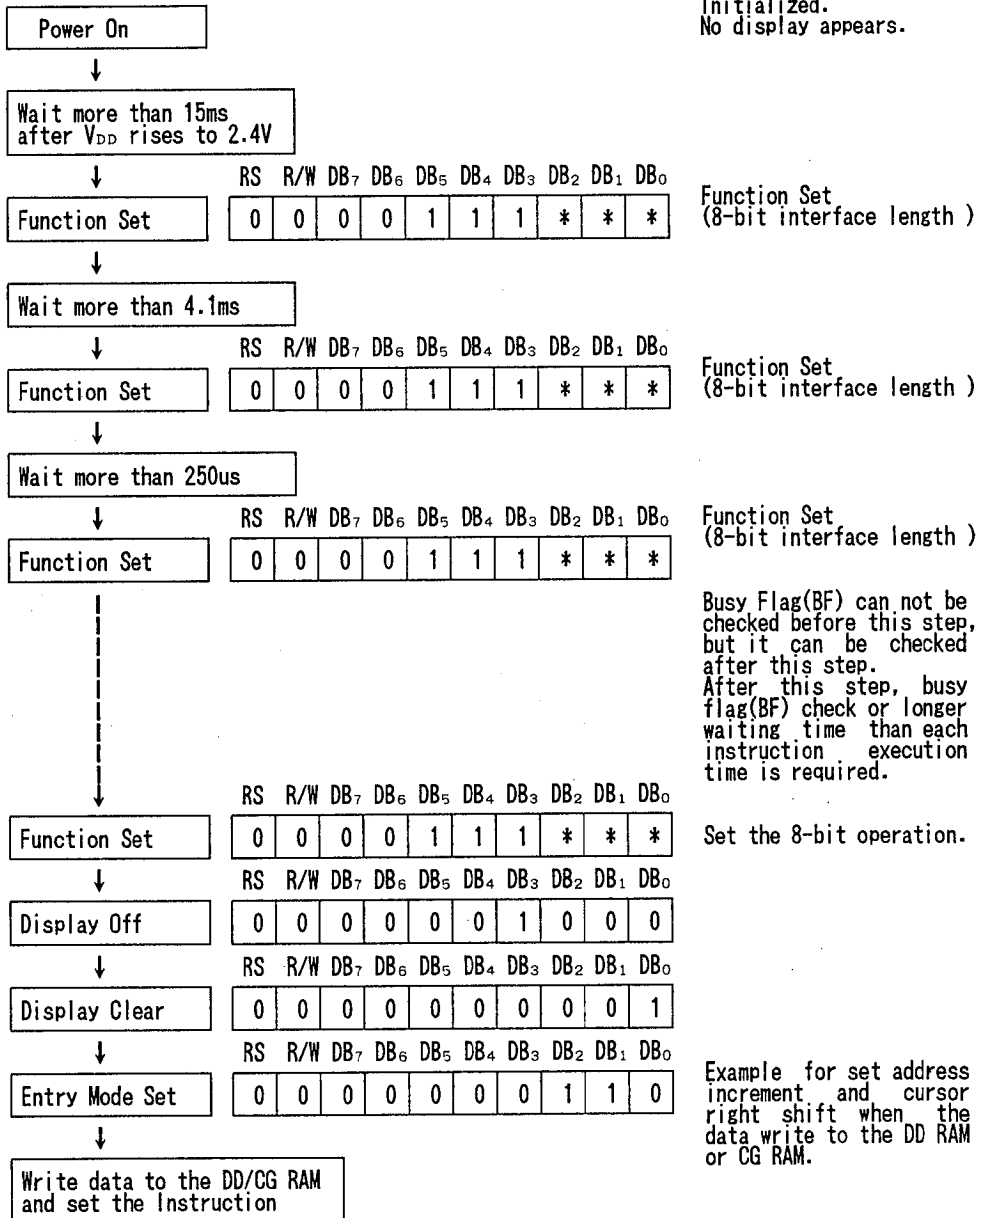 Initialized.
No display appears.
Power On
↓
Wait more than 15ms
after VDD rises to 2.4V
↓
RS R/W DB7 DB6 DB5 DB4 DB3 DB2 DB1 DB0
Function Set
0 0 0 0 1 1 1 * * *
Function Set
(8-bit interface length )
↓
Wait more than 4.1ms
↓
RS R/W DB7 DB6 DB5 DB4 DB3 DB2 DB1 DB0
Function Set
0 0 0 0 1 1 1 * * *
Function Set
(8-bit interface length )
↓
Wait more than 250us
↓
RS R/W DB7 DB6 DB5 DB4 DB3 DB2 DB1 DB0
Function Set
0 0 0 0 1 1 1 * * *
Function Set
(8-bit interface length )
Busy Flag(BF) can not be
checked before this step,
but it can be checked
after this step.
After this step, busy
flag(BF) check or longer
waiting time than each
instruction execution
time is required.
RS R/W DB7 DB6 DB5 DB4 DB3 DB2 DB1 DB0
Function Set
0 0 0 0 1 1 1 * * *
Set the 8-bit operation.
↓
RS R/W DB7 DB6 DB5 DB4 DB3 DB2 DB1 DB0
Display Off
0 0 0 0 0 0 1 0 0 0
↓
RS R/W DB7 DB6 DB5 DB4 DB3 DB2 DB1 DB0
Display Clear
0 0 0 0 0 0 0 0 0 1
↓
RS R/W DB7 DB6 DB5 DB4 DB3 DB2 DB1 DB0
Entry Mode Set
0 0 0 0 0 0 0 1 1 0
Example for set address
increment and cursor
right shift when the
data write to the DD RAM
or CG RAM.
↓
Write data to the DD/CG RAM
and set the Instruction